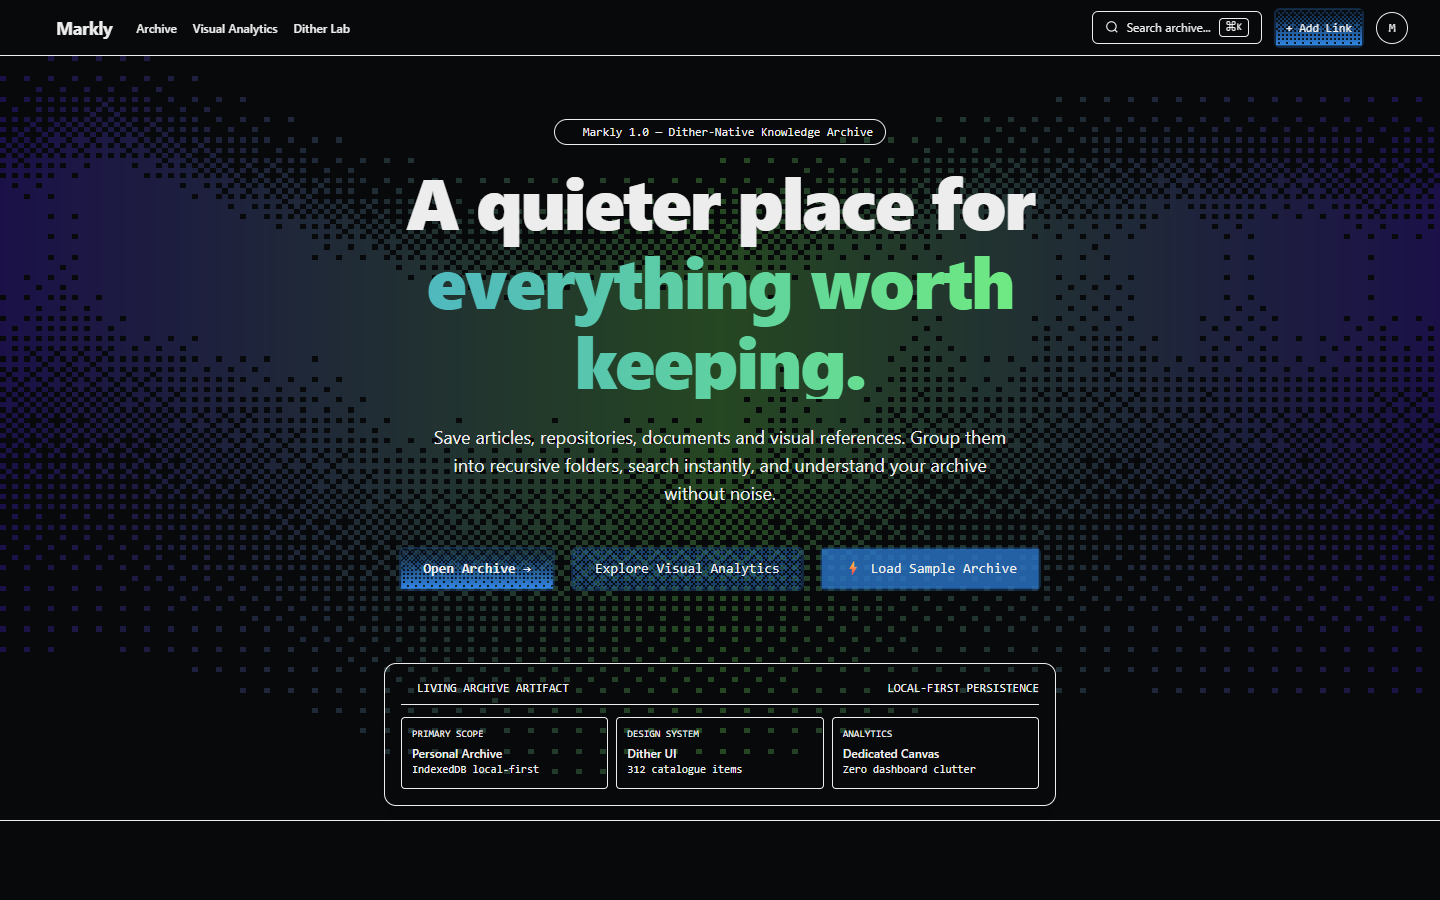 Markly Archive Visual Analytics Dither Lab Search archive... ⌘K + Add Link M
Markly 1.0 — Dither-Native Knowledge Archive
A quieter place for
everything worth
keeping.
Save articles, repositories, documents and visual references. Group them
into recursive folders, search instantly, and understand your archive
without noise.
Open Archive → Explore Visual Analytics ⚡ Load Sample Archive
LIVING ARCHIVE ARTIFACT LOCAL-FIRST PERSISTENCE
PRIMARY SCOPE
Personal Archive
IndexedDB local-first
DESIGN SYSTEM
Dither UI
312 catalogue items
ANALYTICS
Dedicated Canvas
Zero dashboard clutter